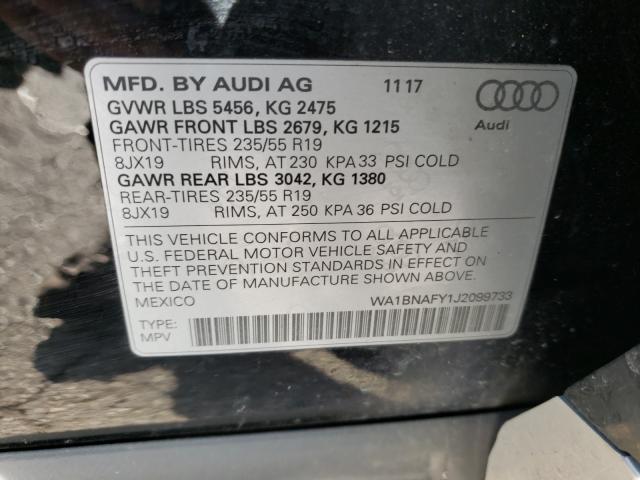 MFD. BY AUDI AG 11 17
GVWR LBS 5456, KG 2475
GAWR FRONT LBS 2679, KG 1215
FRONT-TIRES 235/55 R19
8JX19 RIMS, AT 230 KPA 33 PSI COLD
GAWR REAR LBS 3042, KG 1380
REAR-TIRES 235/55 R19
8JX19 RIMS, AT 250 KPA 36 PSI COLD
Audi
THIS VEHICLE CONFORMS TO ALL APPLICABLE
U.S. FEDERAL MOTOR VEHICLE SAFETY AND
THEFT PREVENTION STANDARDS IN EFFECT ON
THE DATE OF MANUFACTURE SHOWN ABOVE.
MEXICO WA1BNAFY1J2099733
TYPE:
MPV